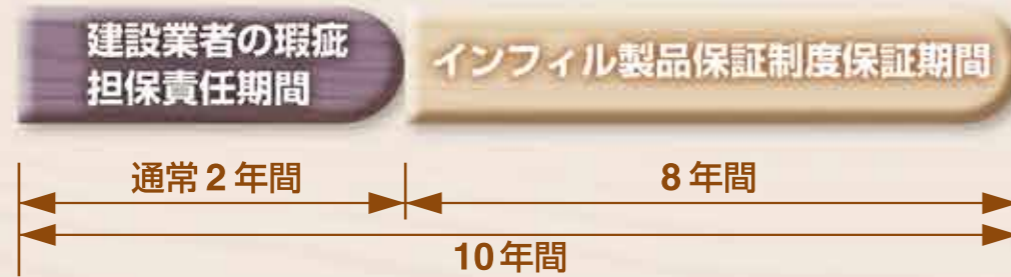 建設業者の瑕疵
担保責任期間
インフィル製品保証制度保証期間
通常2年間
8年間
10年間